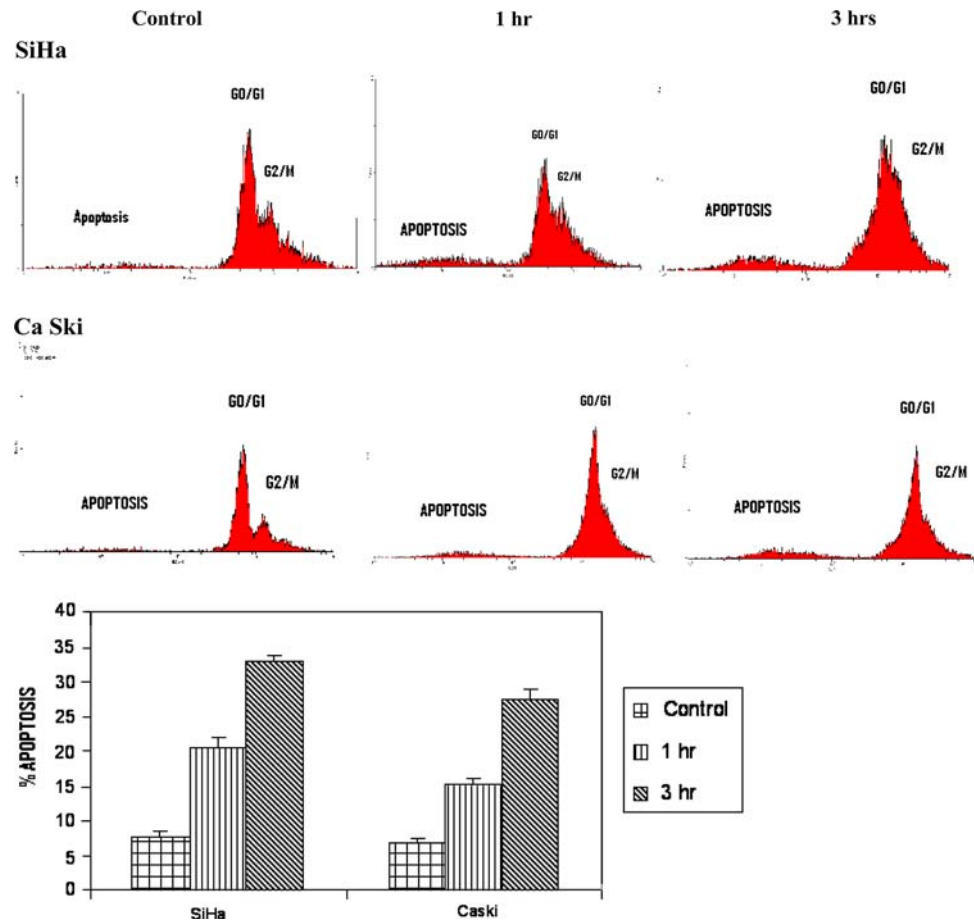 Control 1 hr 3 hrs
SiHa
G0/G1
G2/M
Apoptosis
G0/G1
G2/M
APOPTOSIS
G0/G1
G2/M
APOPTOSIS
Ca Ski
G0/G1
G2/M
APOPTOSIS
G0/G1
G2/M
APOPTOSIS
G0/G1
G2/M
APOPTOSIS
% APOPTOSIS
40
35
30
25
20
15
10
5
0
SiHa Caski
Control
1 hr
3 hr